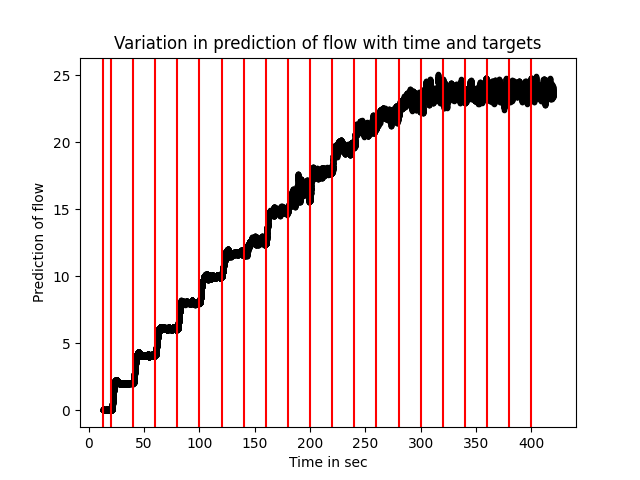 Variation in prediction of flow with time and targets
25
20
15
10
5
0
Prediction of flow
0 50 100 150 200 250 300 350 400
Time in sec